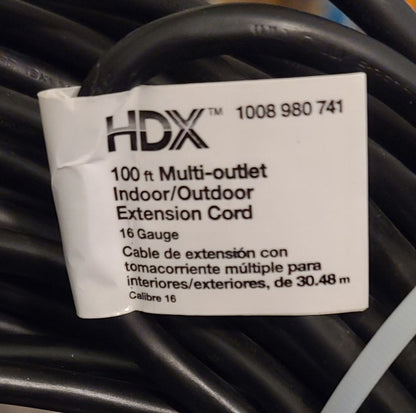 HDX™ 1008 980 741
100 ft Multi-outlet
Indoor/Outdoor
Extension Cord
16 Gauge
Cable de extensión con
tomacorriente múltiple para
interiores/exteriores, de 30.48 m
Calibre 16